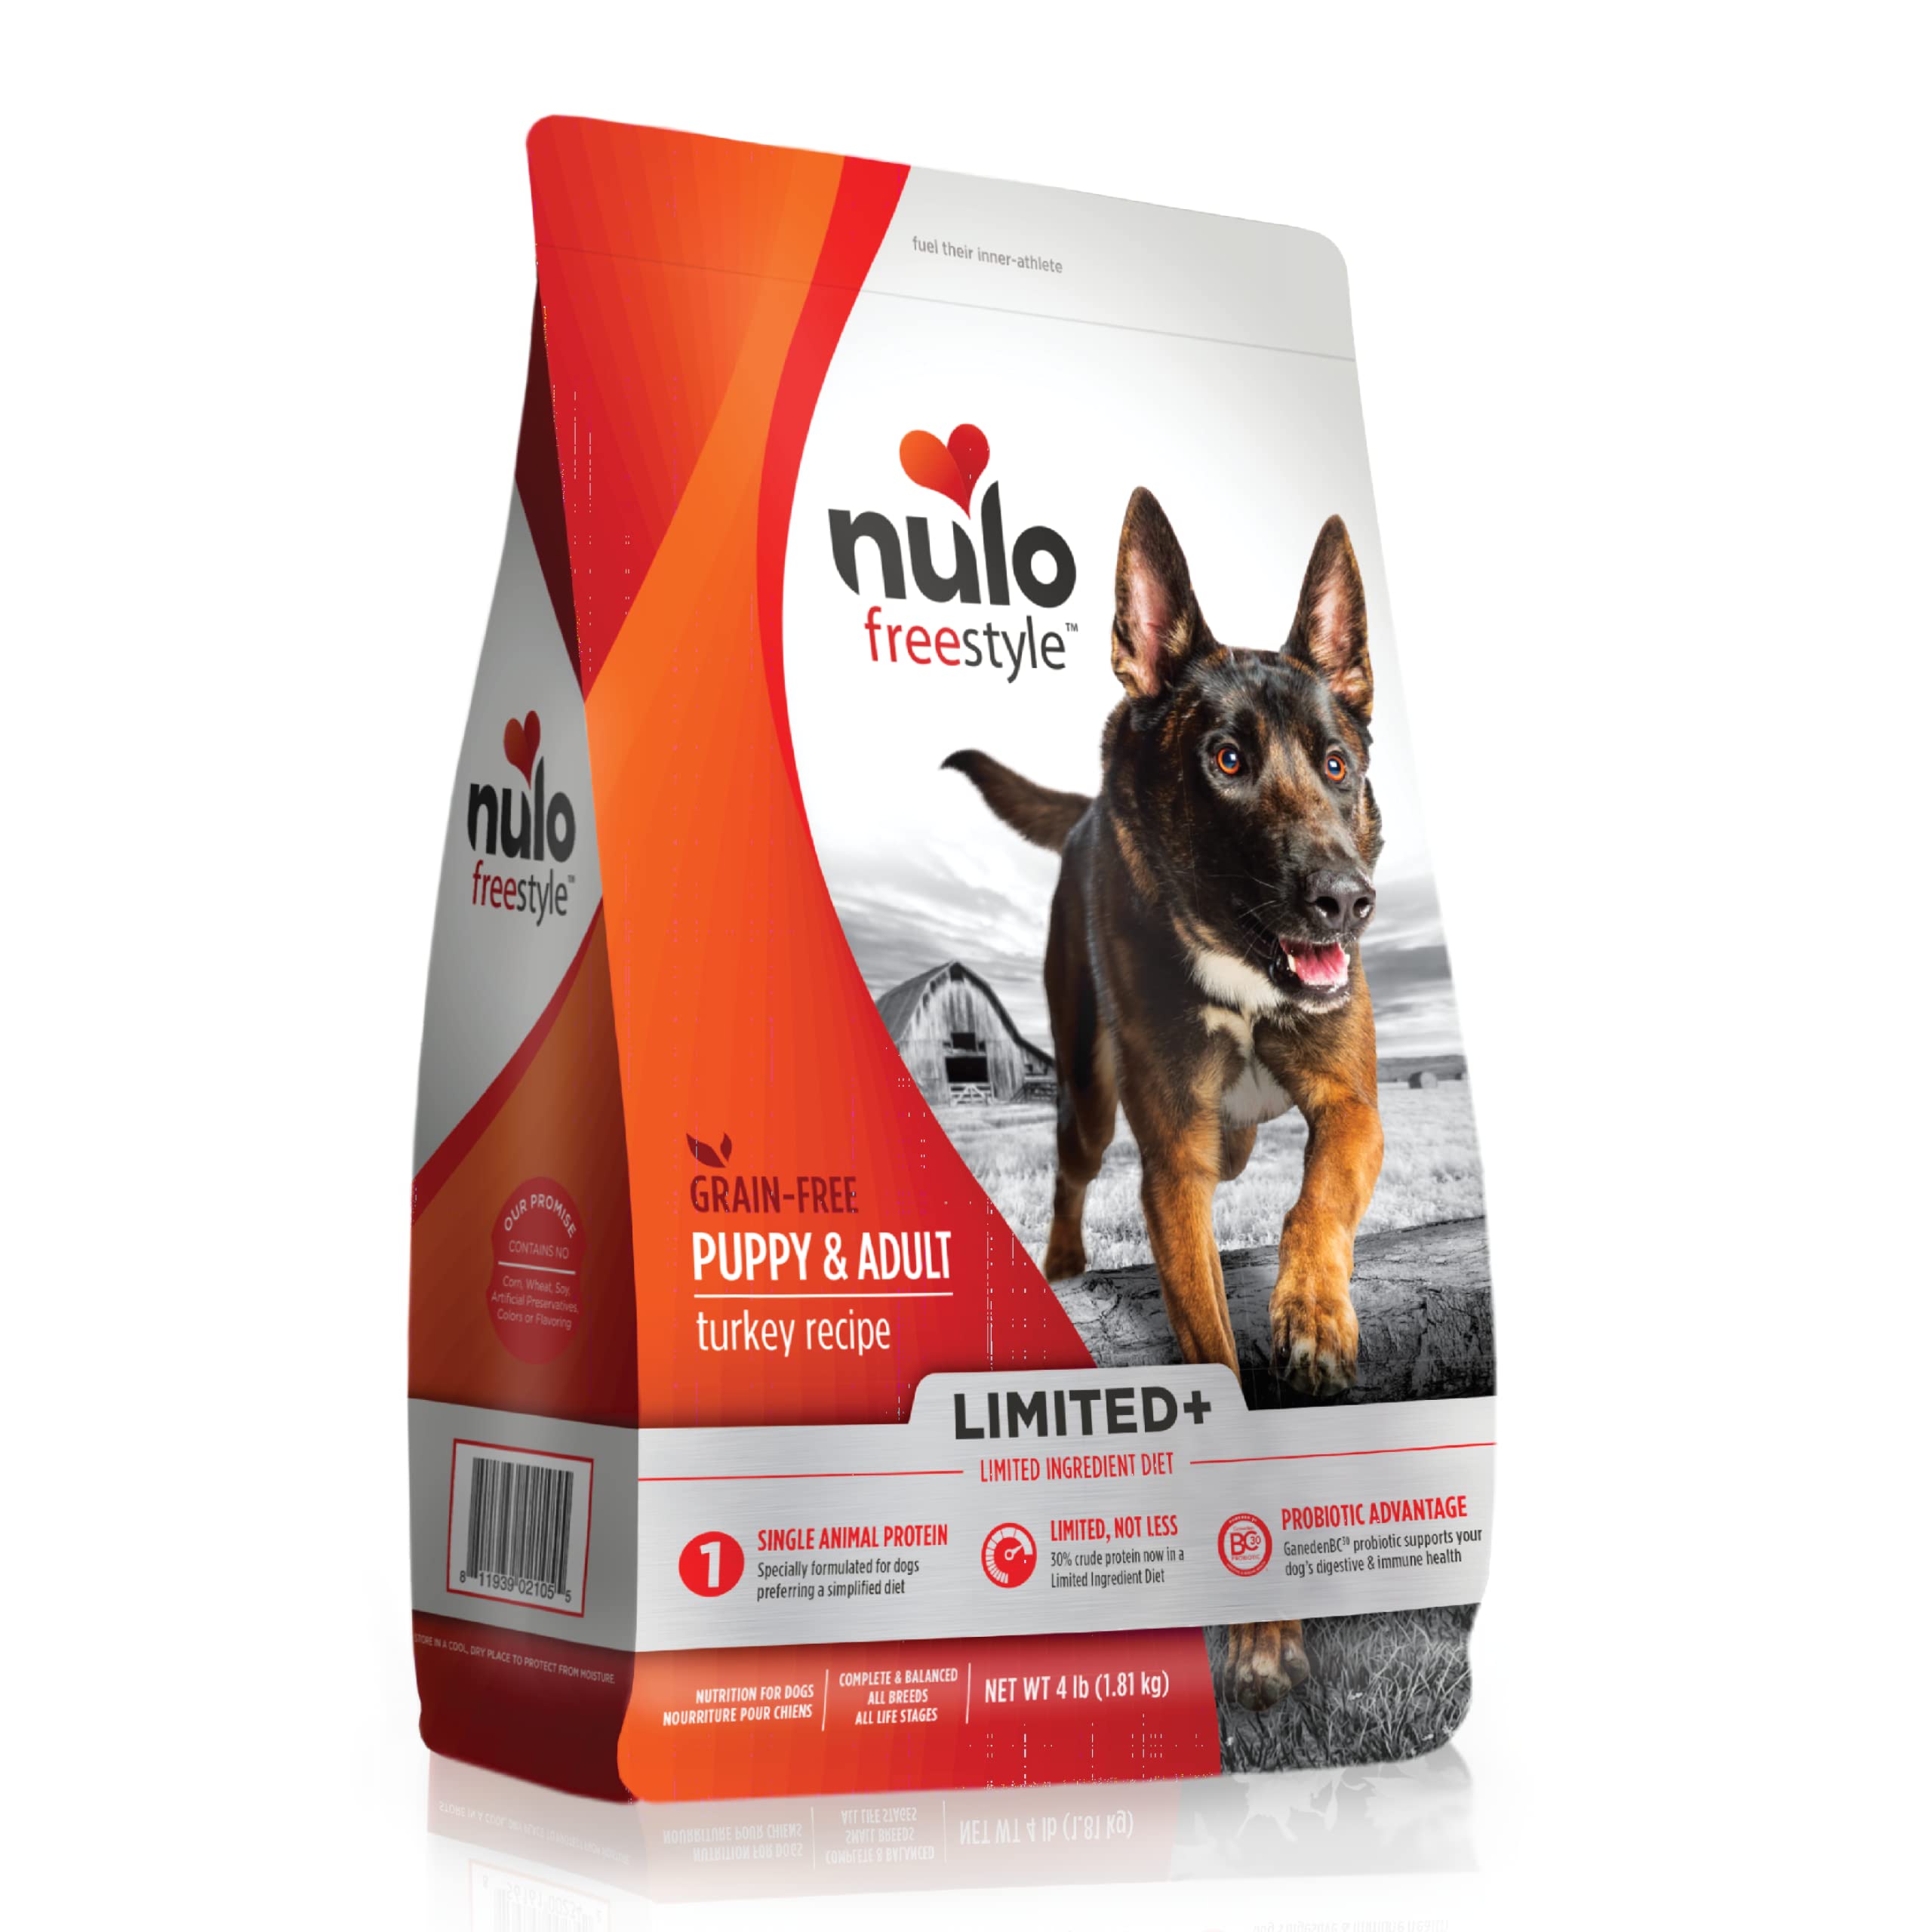 fuel their inner-athlete
nulo
freestyle™
GRAIN-FREE
PUPPY & ADULT
turkey recipe
LIMITED+
LIMITED INGREDIENT DIET
1
SINGLE ANIMAL PROTEIN
Specially formulated for dogs
preferring a simplified diet
LIMITED, NOT LESS
30% crude protein now in a
Limited Ingredient Diet
BC30
PROBIOTIC
PROBIOTIC ADVANTAGE
GanedenBC³⁰ probiotic supports your
dog's digestive & immune health
NUTRITION FOR DOGS
NOURRITURE POUR CHIENS
COMPLETE & BALANCED
ALL BREEDS
ALL LIFE STAGES
NET WT 4 lb (1.81 kg)
nulo
freestyle™
OUR PROMISE
CONTAINS NO
Corn, Wheat, Soy,
Artificial Preservatives,
Colors or Flavoring
8 11939 02105 5
STORE IN A COOL, DRY PLACE TO PROTECT FROM MOISTURE.